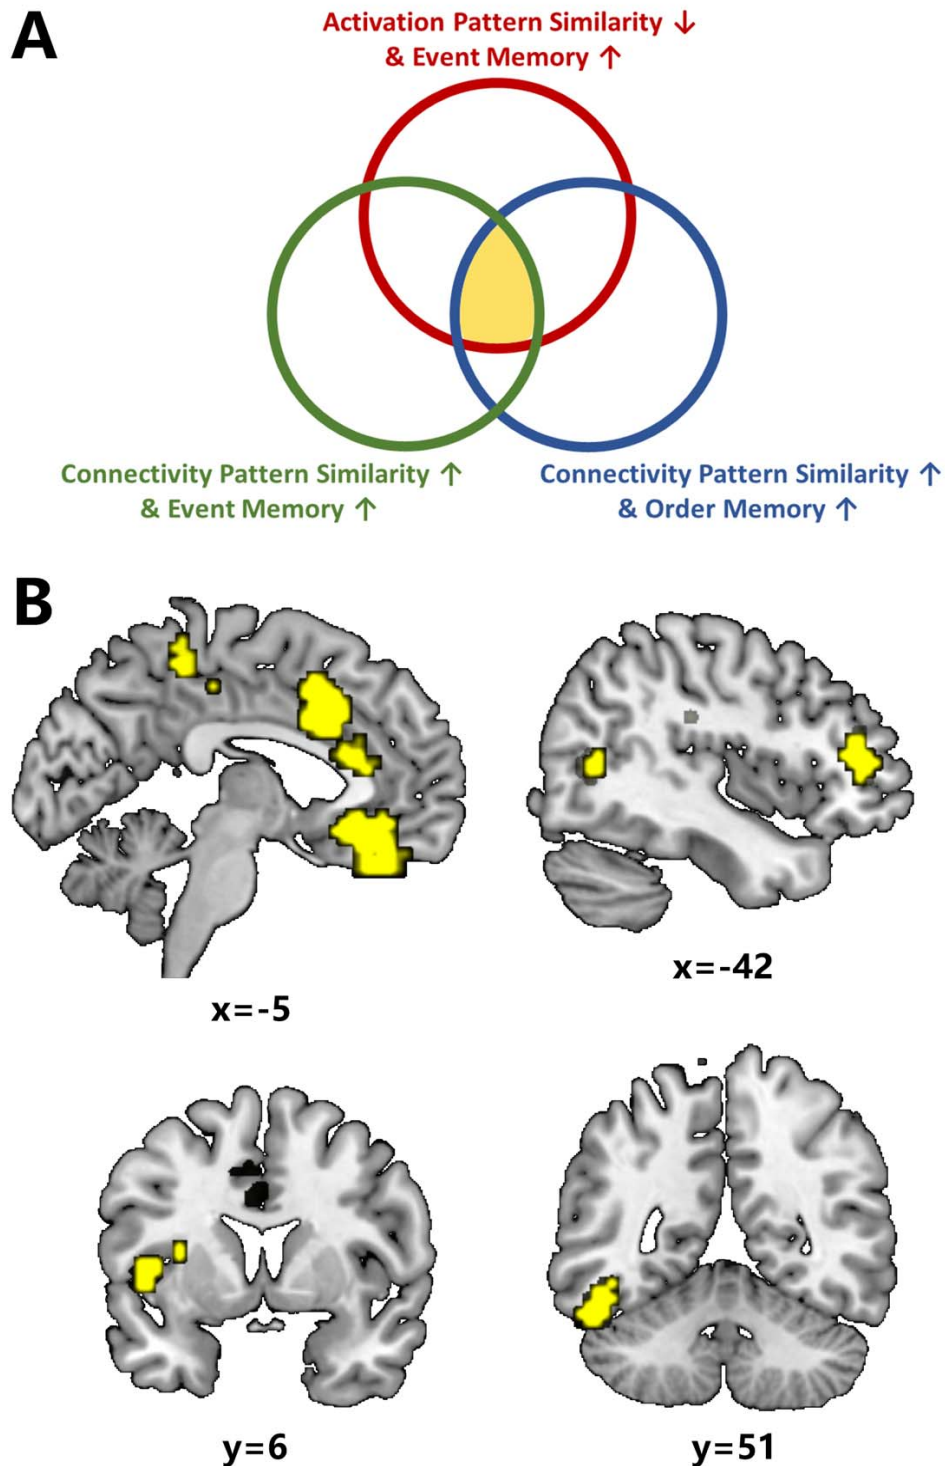 A
Activation Pattern Similarity ↓
& Event Memory ↑
Connectivity Pattern Similarity ↑
& Event Memory ↑
Connectivity Pattern Similarity ↑
& Order Memory ↑
B
x=-5
x=-42
y=6
y=51